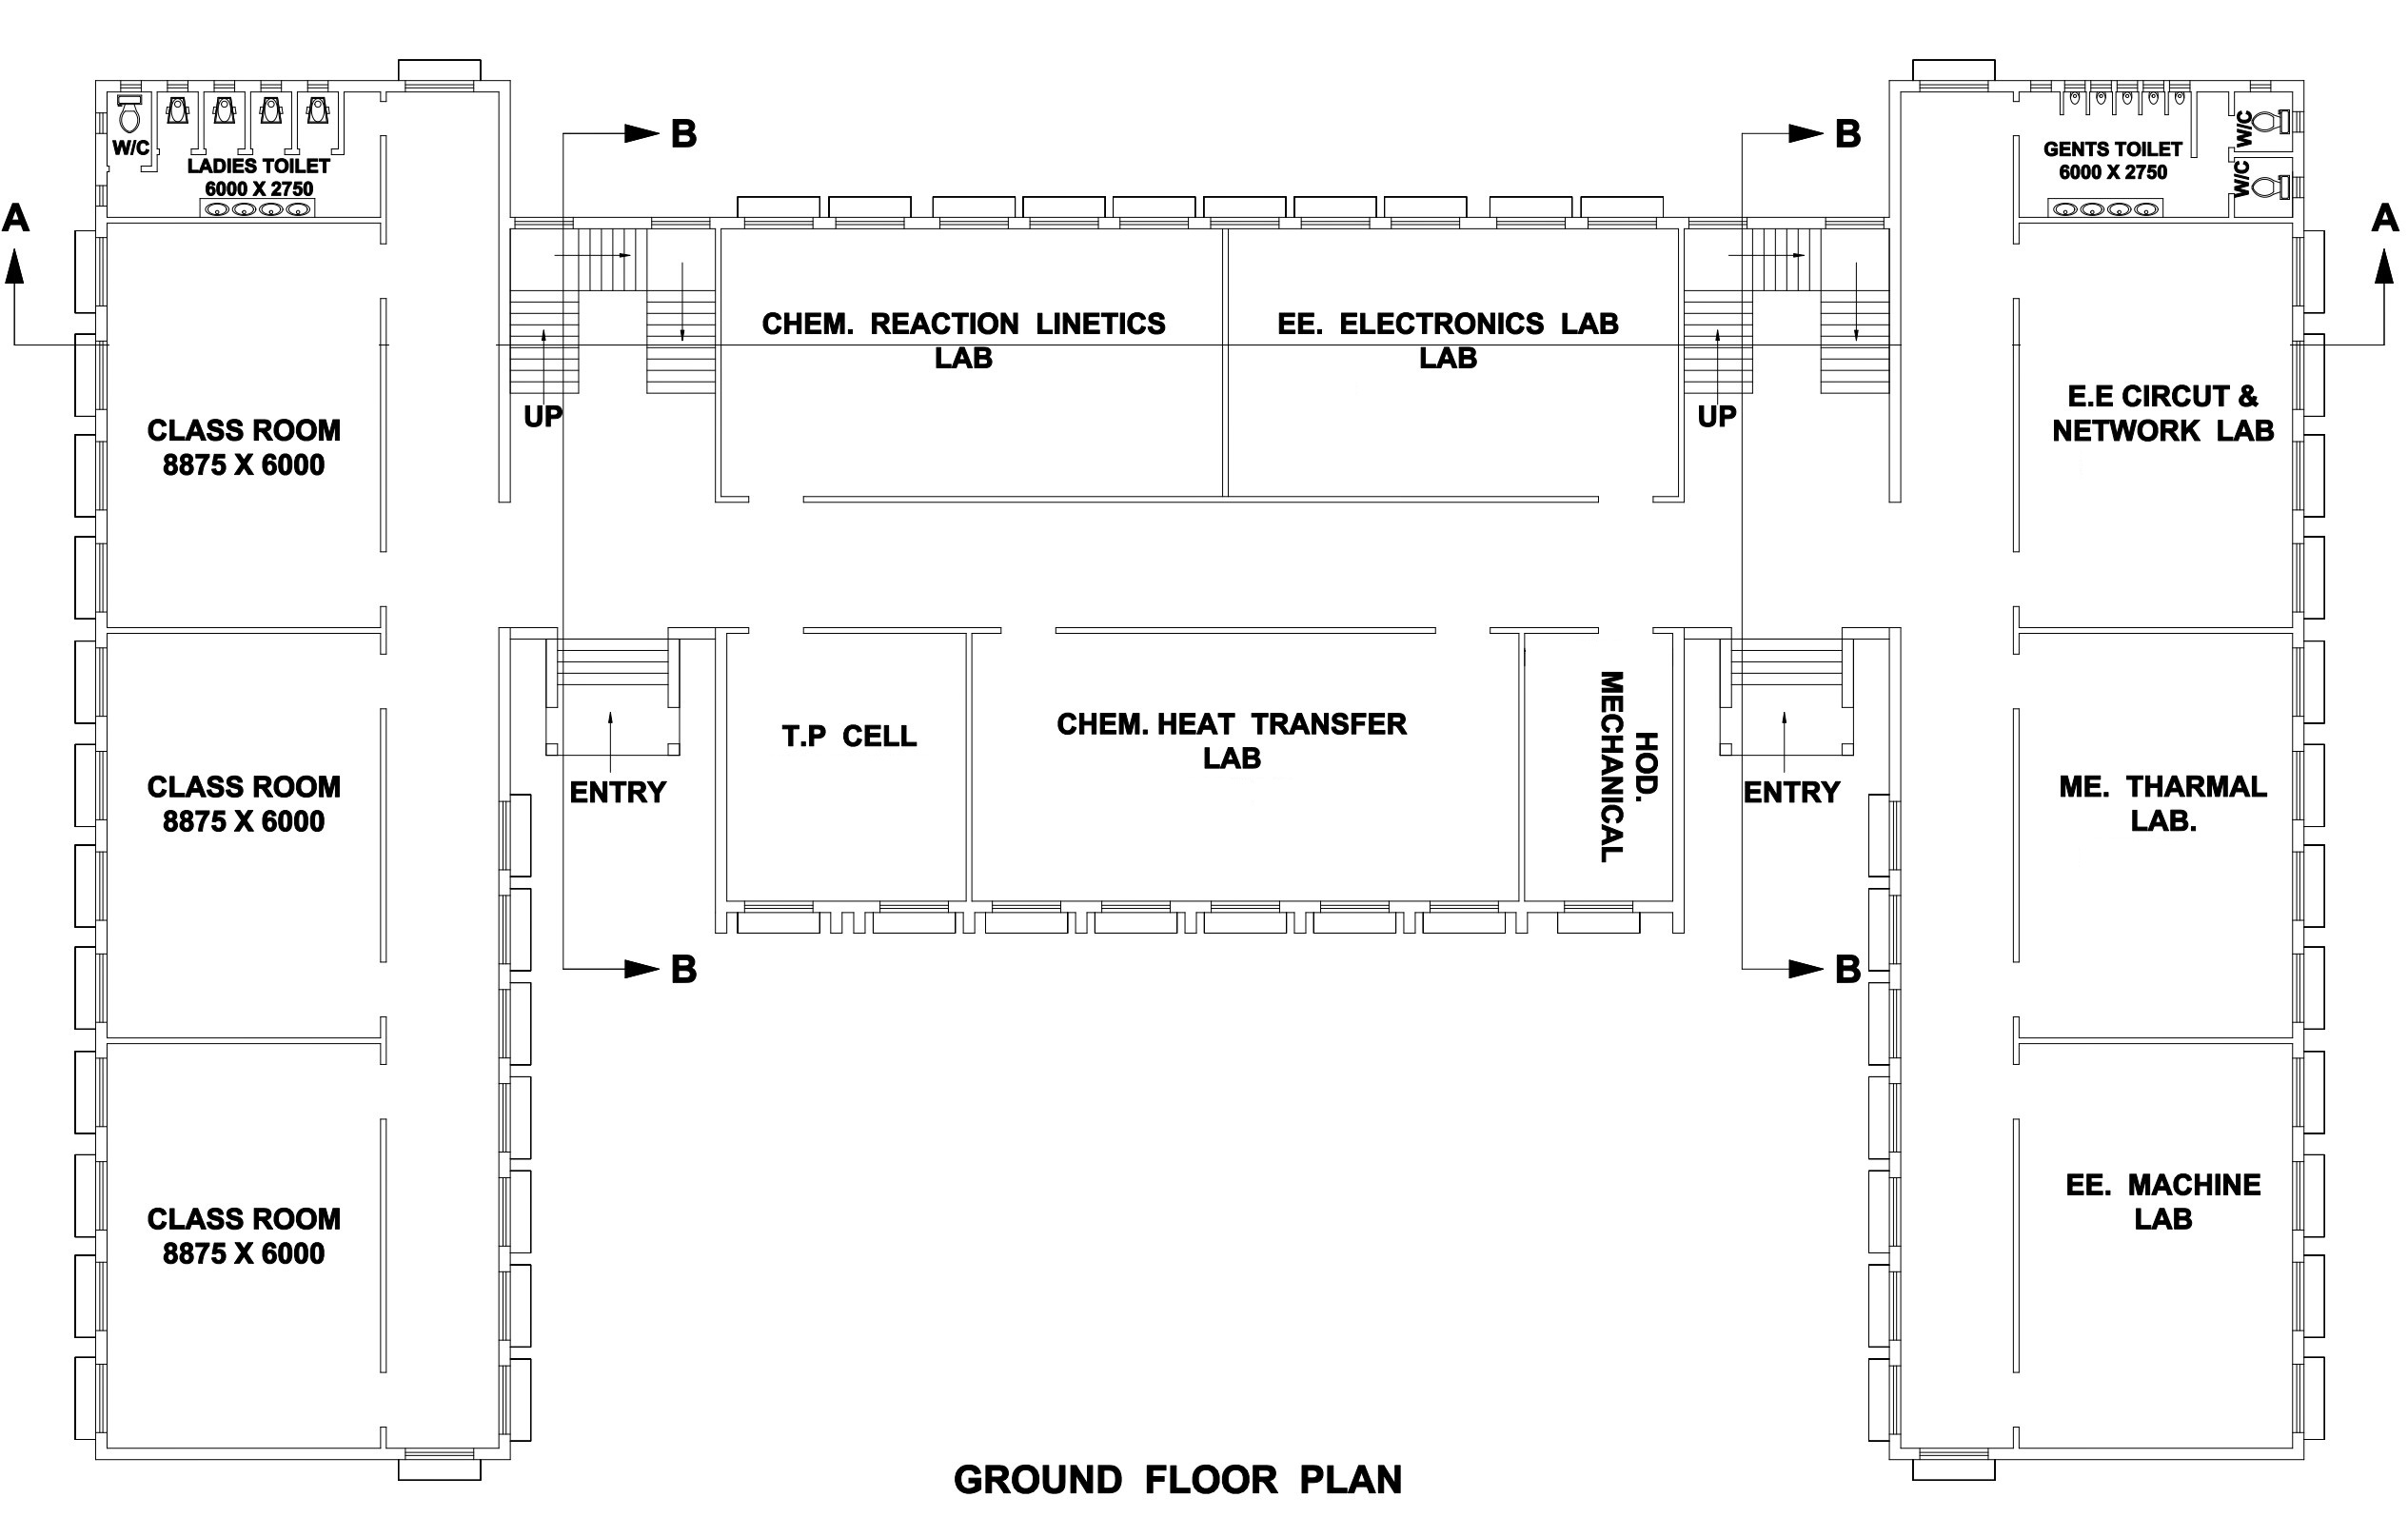 B
B
W/C
LADIES TOILET
6000 X 2750
GENTS TOILET
6000 X 2750
W/C
W/C
A
A
CHEM. REACTION LINETICS
LAB
EE. ELECTRONICS LAB
LAB
UP
UP
CLASS ROOM
8875 X 6000
E.E CIRCUT &
NETWORK LAB
T.P CELL
CHEM. HEAT TRANSFER
LAB
HOD.
MECHANICAL
ENTRY
ENTRY
CLASS ROOM
8875 X 6000
ME. THARMAL
LAB.
B
B
CLASS ROOM
8875 X 6000
EE. MACHINE
LAB
GROUND FLOOR PLAN